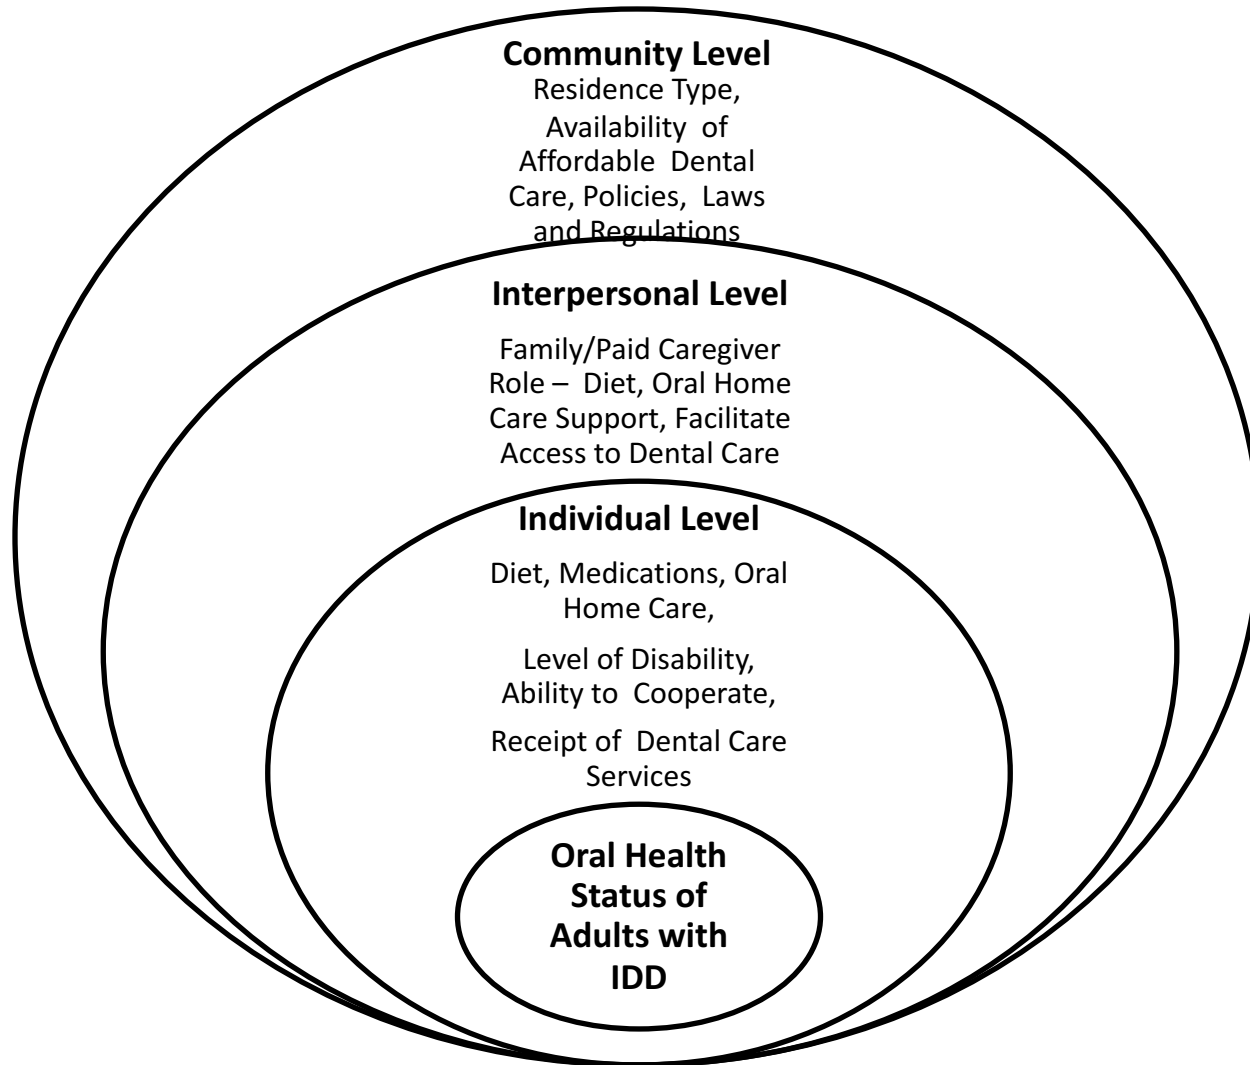 Community Level
Residence Type,
Availability of
Affordable Dental
Care, Policies, Laws
and Regulations
Interpersonal Level
Family/Paid Caregiver
Role – Diet, Oral Home
Care Support, Facilitate
Access to Dental Care
Individual Level
Diet, Medications, Oral
Home Care,
Level of Disability,
Ability to Cooperate,
Receipt of Dental Care
Services
Oral Health
Status of
Adults with
IDD